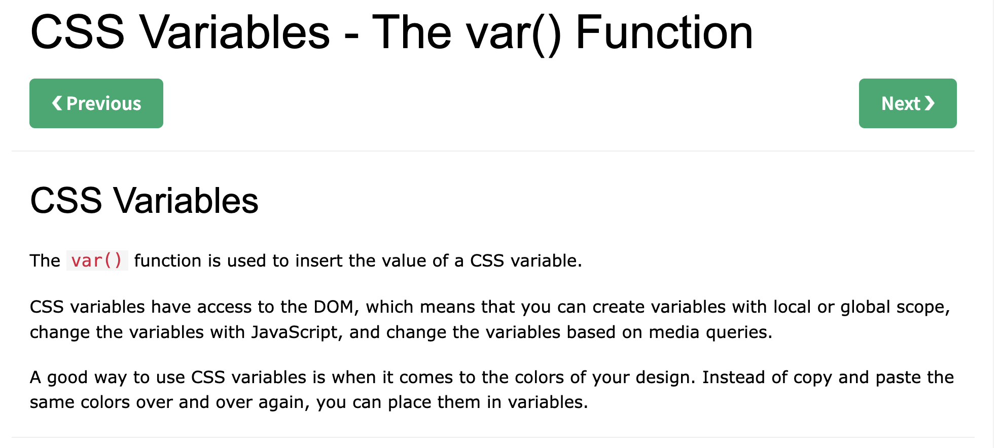 CSS Variables - The var() Function
❮ Previous
Next ❯
CSS Variables
The var() function is used to insert the value of a CSS variable.
CSS variables have access to the DOM, which means that you can create variables with local or global scope,
change the variables with JavaScript, and change the variables based on media queries.
A good way to use CSS variables is when it comes to the colors of your design. Instead of copy and paste the
same colors over and over again, you can place them in variables.